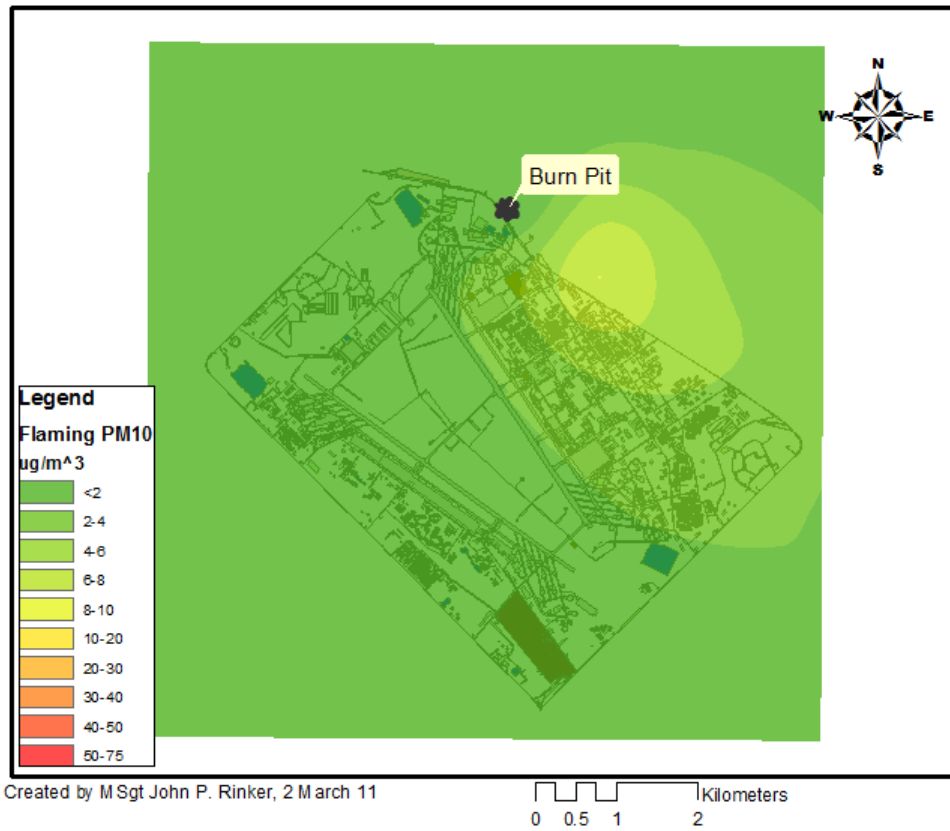 N
W E
S
Burn Pit
Legend
Flaming PM10
ug/m^3
<2
2-4
4-6
6-8
8-10
10-20
20-30
30-40
40-50
50-75
Created by MSgt John P. Rinker, 2 March 11
Kilometers
0 0.5 1 2